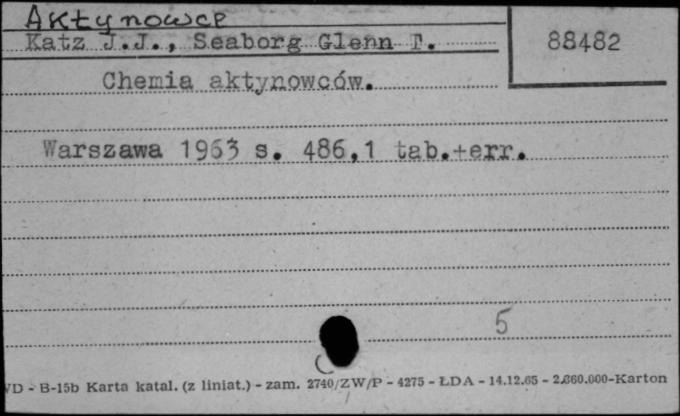 Aktynowce
Katz J.J., Seaborg Glenn T.
88482
Chemia aktynowców.
Warszawa 1963 s. 486,1 tab.+err.
5
VD - B-15b Karta katal. (z liniat.) - zam. 2740/ZW/P - 4275 - ŁDA - 14.12.65 - 2.860.000-Karton